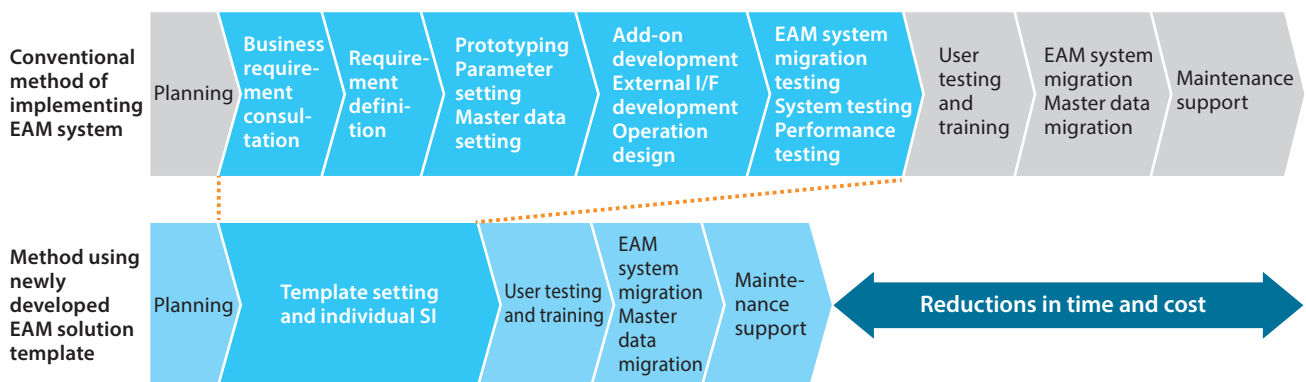 Conventional
method of
implementing
EAM system
Planning
Business
require-
ment
consul-
tation
Require-
ment
defini-
tion
Prototyping
Parameter
setting
Master data
setting
Add-on
development
External I/F
development
Operation
design
EAM system
migration
testing
System testing
Performance
testing
User
testing
and
training
EAM system
migration
Master data
migration
Maintenance
support
Method using
newly
developed
EAM solution
template
Planning
Template setting
and individual SI
User testing
and training
EAM
system
migration
Master
data
migration
Mainte-
nance
support
Reductions in time and cost